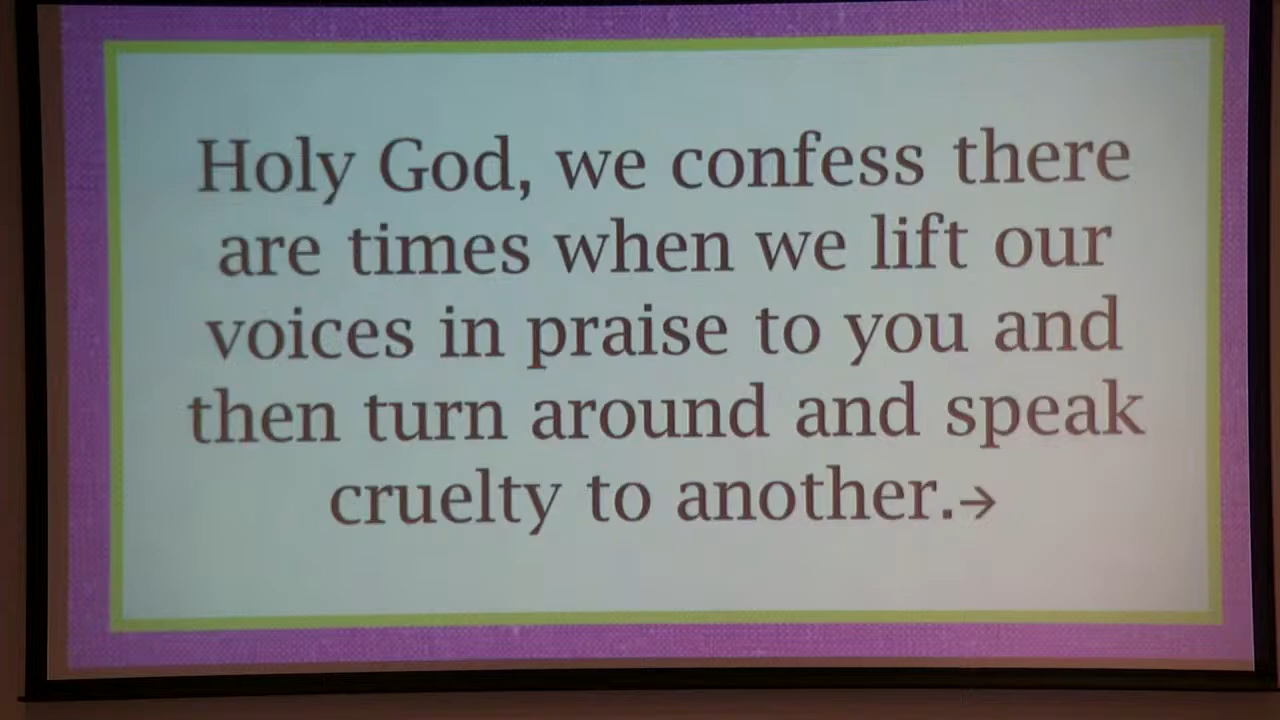 Holy God, we confess there
are times when we lift our
voices in praise to you and
then turn around and speak
cruelty to another.→